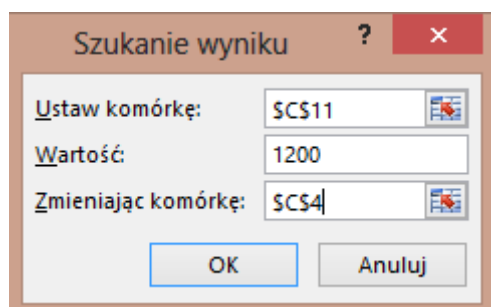 Szukanie wyniku ? ×
Ustaw komórkę: $C$11
Wartość: 1200
Zmieniając komórkę: $C$4
OK Anuluj